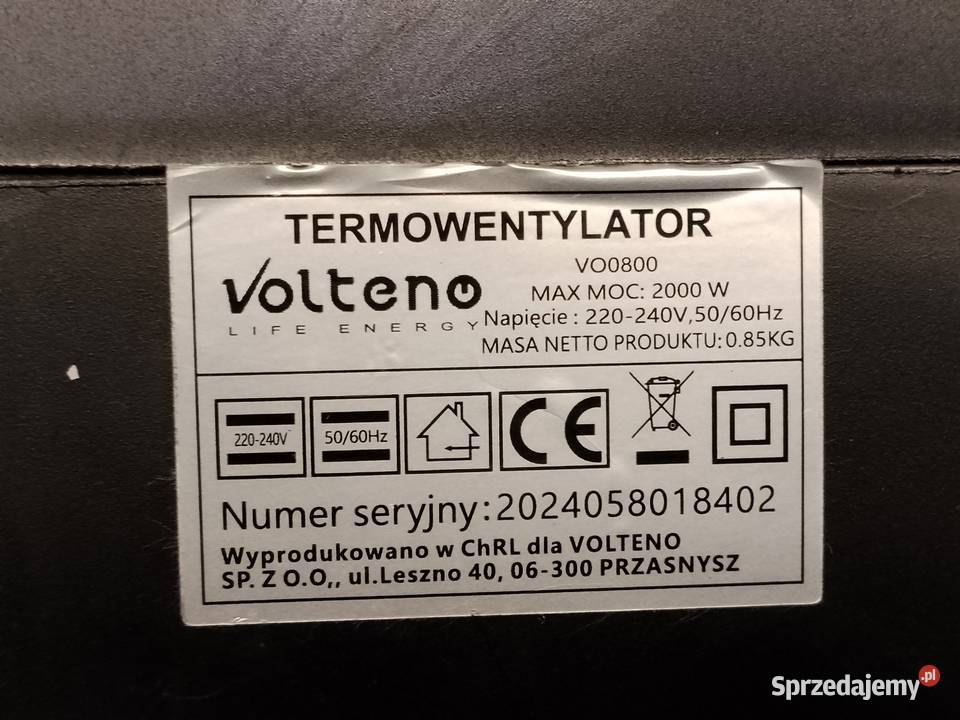 TERMOWENTYLATOR
Volteno
LIFE ENERGY
VO0800
MAX MOC: 2000 W
Napięcie : 220-240V,50/60Hz
MASA NETTO PRODUKTU: 0.85KG
220-240V
50/60Hz
CE
Numer seryjny: 2024058018402
Wyprodukowano w ChRL dla VOLTENO
SP. Z O.O,, ul.Leszno 40, 06-300 PRZASNYSZ
Sprzedajemy.pl